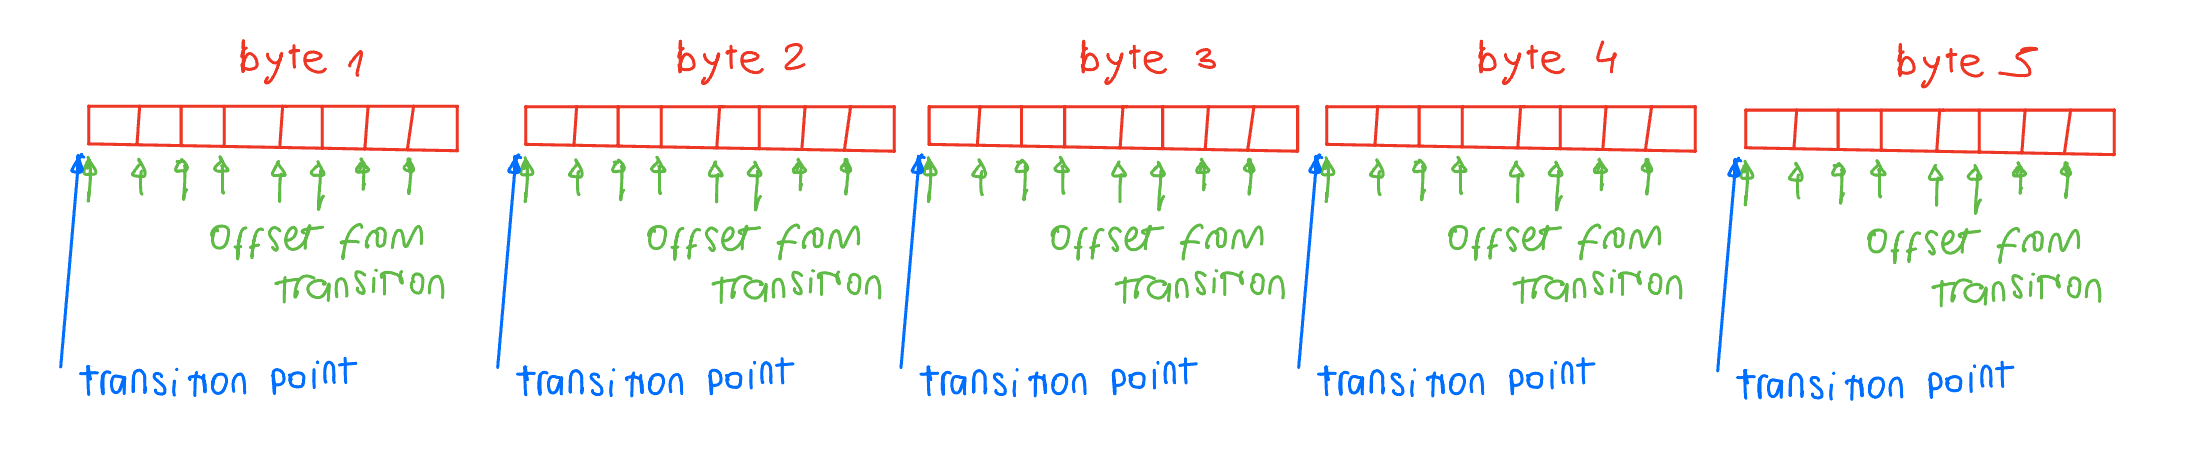 byte 1
byte 2
byte 3
byte 4
byte 5
offset from
transition
offset from
transition
offset from
transition
offset from
transition
offset from
transition
transition point
transition point
transition point
transition point
transition point